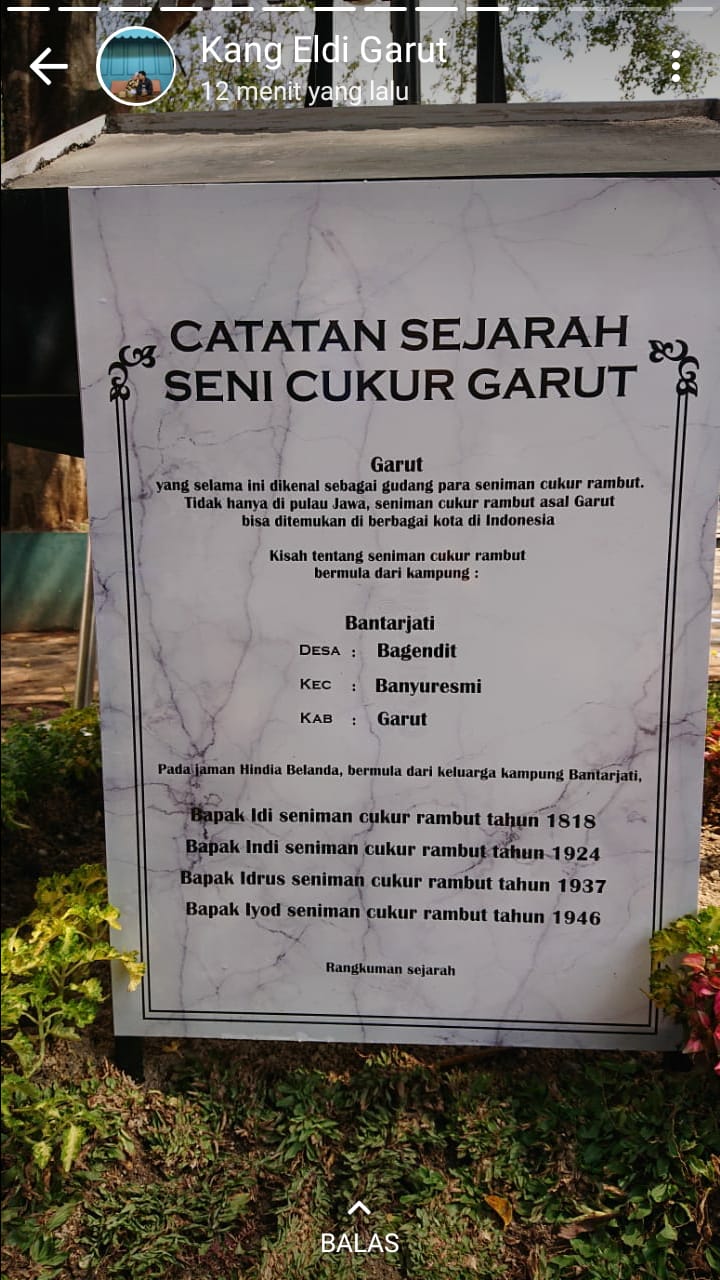 Kang Eldi Garut
12 menit yang lalu
CATATAN SEJARAH
SENI CUKUR GARUT
Garut
yang selama ini dikenal sebagai gudang para seniman cukur rambut.
Tidak hanya di pulau Jawa, seniman cukur rambut asal Garut
bisa ditemukan di berbagai kota di Indonesia
Kisah tentang seniman cukur rambut
bermula dari kampung :
Bantarjati
DESA : Bagendit
KEC : Banyuresmi
KAB : Garut
Pada jaman Hindia Belanda, bermula dari keluarga kampung Bantarjati,
Bapak Idi seniman cukur rambut tahun 1818
Bapak Indi seniman cukur rambut tahun 1924
Bapak Idrus seniman cukur rambut tahun 1937
Bapak Iyod seniman cukur rambut tahun 1946
Rangkuman sejarah
BALAS